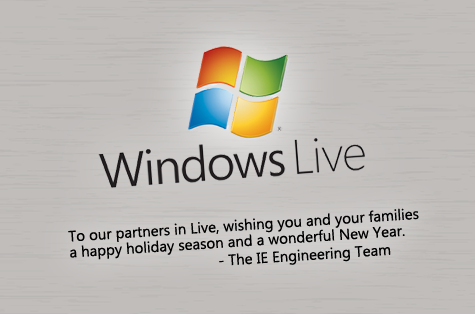 Windows Live
To our partners in Live, wishing you and your families
a happy holiday season and a wonderful New Year.
- The IE Engineering Team